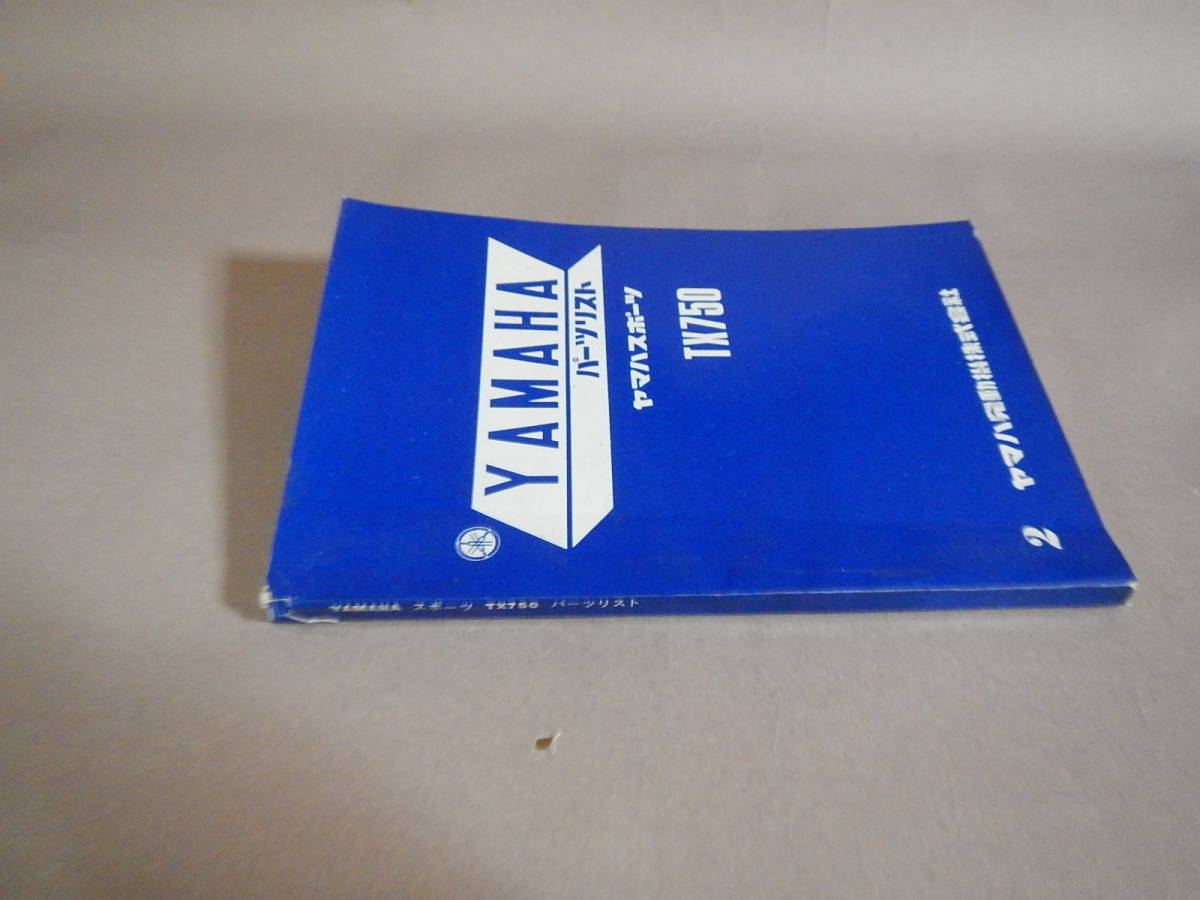 YAMAHA
パーツリスト
ヤマハスポーツ
TX750
ヤマハ発動機株式会社
2
YAMAHA スポーツ TX750 パーツリスト